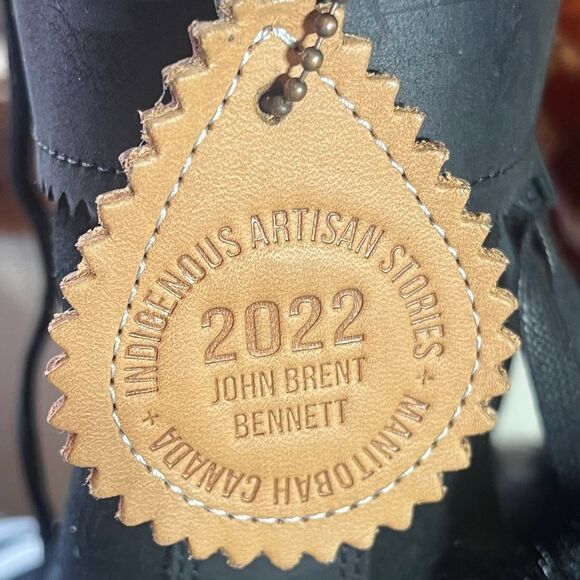 INDIGENOUS ARTISAN STORIES + MANITOBAH CANADA +
2022
JOHN BRENT
BENNETT